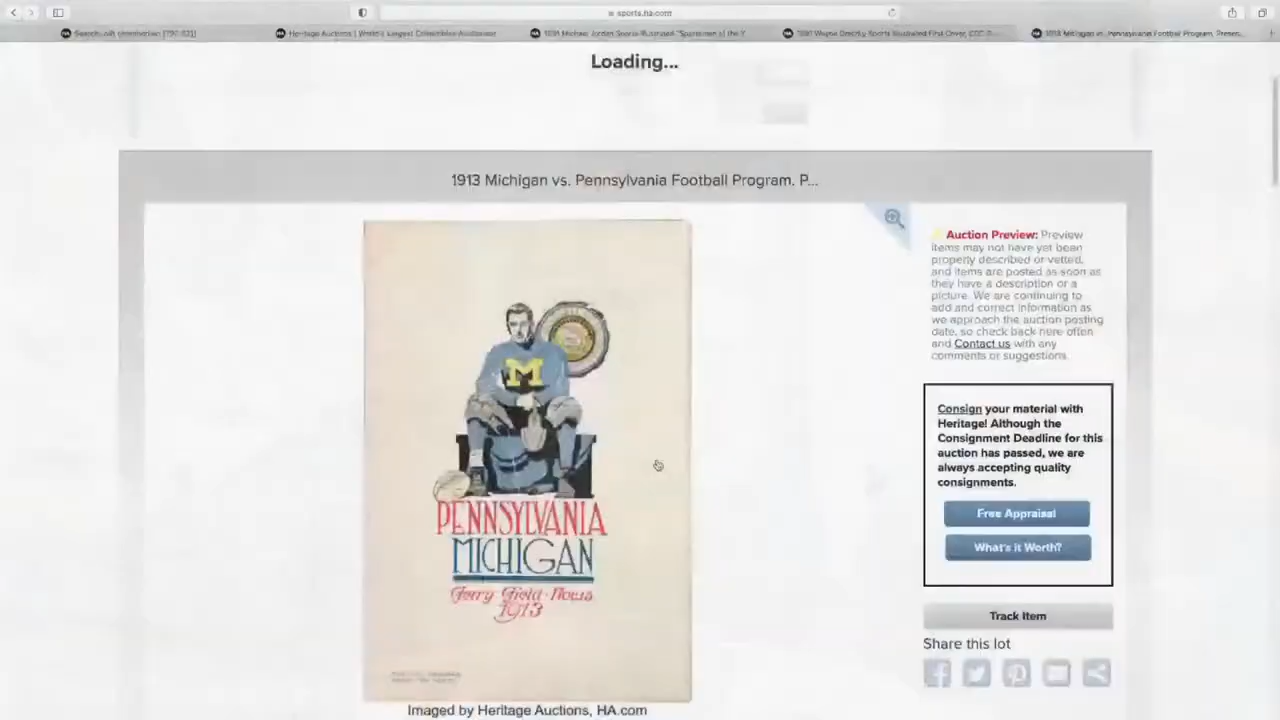 sports.ha.com
Heritage Auctions | World's Largest Collectibles Auctioneer
Loading...
1913 Michigan vs. Pennsylvania Football Program. P...
Auction Preview: Preview
items may not have yet been
properly described or vetted,
and items are posted as soon as
they have a description or a
picture. We are continuing to
add and correct information as
we approach the auction posting
date, so check back here often
and Contact us with any
comments or suggestions.
M
PENNSYLVANIA
MICHIGAN
Ferry Field News
1913
Imaged by Heritage Auctions, HA.com
Consign your material with
Heritage! Although the
Consignment Deadline for this
auction has passed, we are
always accepting quality
consignments.
Free Appraisal
What's it Worth?
Track Item
Share this lot